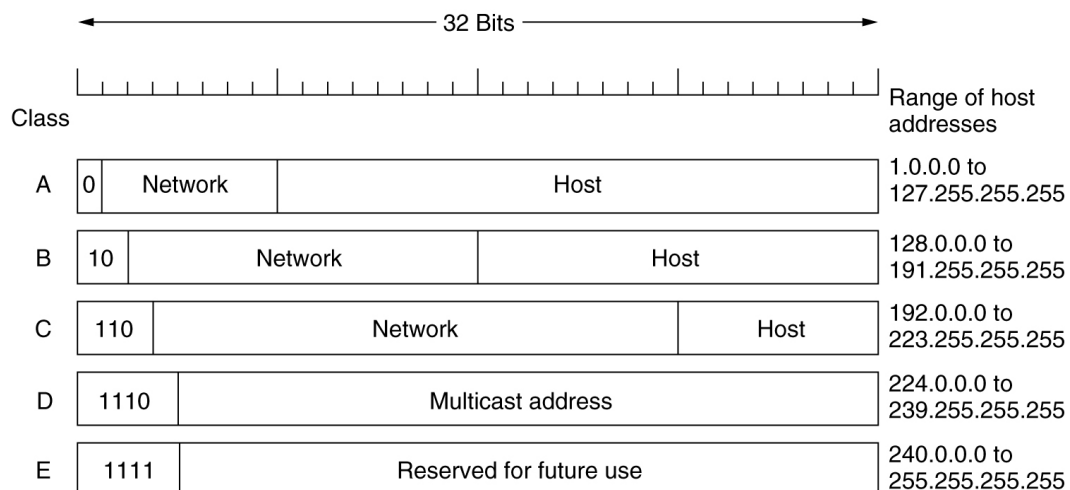 32 Bits
Class
Range of host
addresses
A
0
Network
Host
1.0.0.0 to
127.255.255.255
B
10
Network
Host
128.0.0.0 to
191.255.255.255
C
110
Network
Host
192.0.0.0 to
223.255.255.255
D
1110
Multicast address
224.0.0.0 to
239.255.255.255
E
1111
Reserved for future use
240.0.0.0 to
255.255.255.255